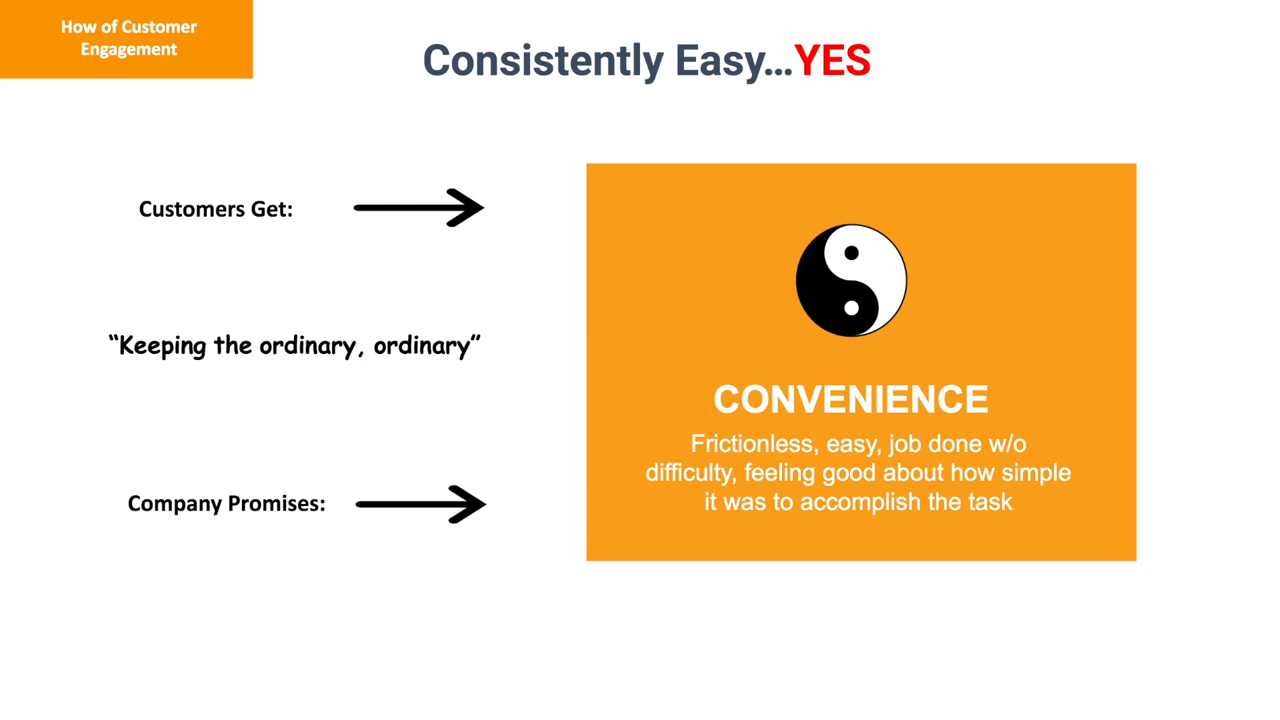 How of Customer
Engagement
Consistently Easy...YES
Customers Get:
“Keeping the ordinary, ordinary”
Company Promises:
CONVENIENCE
Frictionless, easy, job done w/o
difficulty, feeling good about how simple
it was to accomplish the task